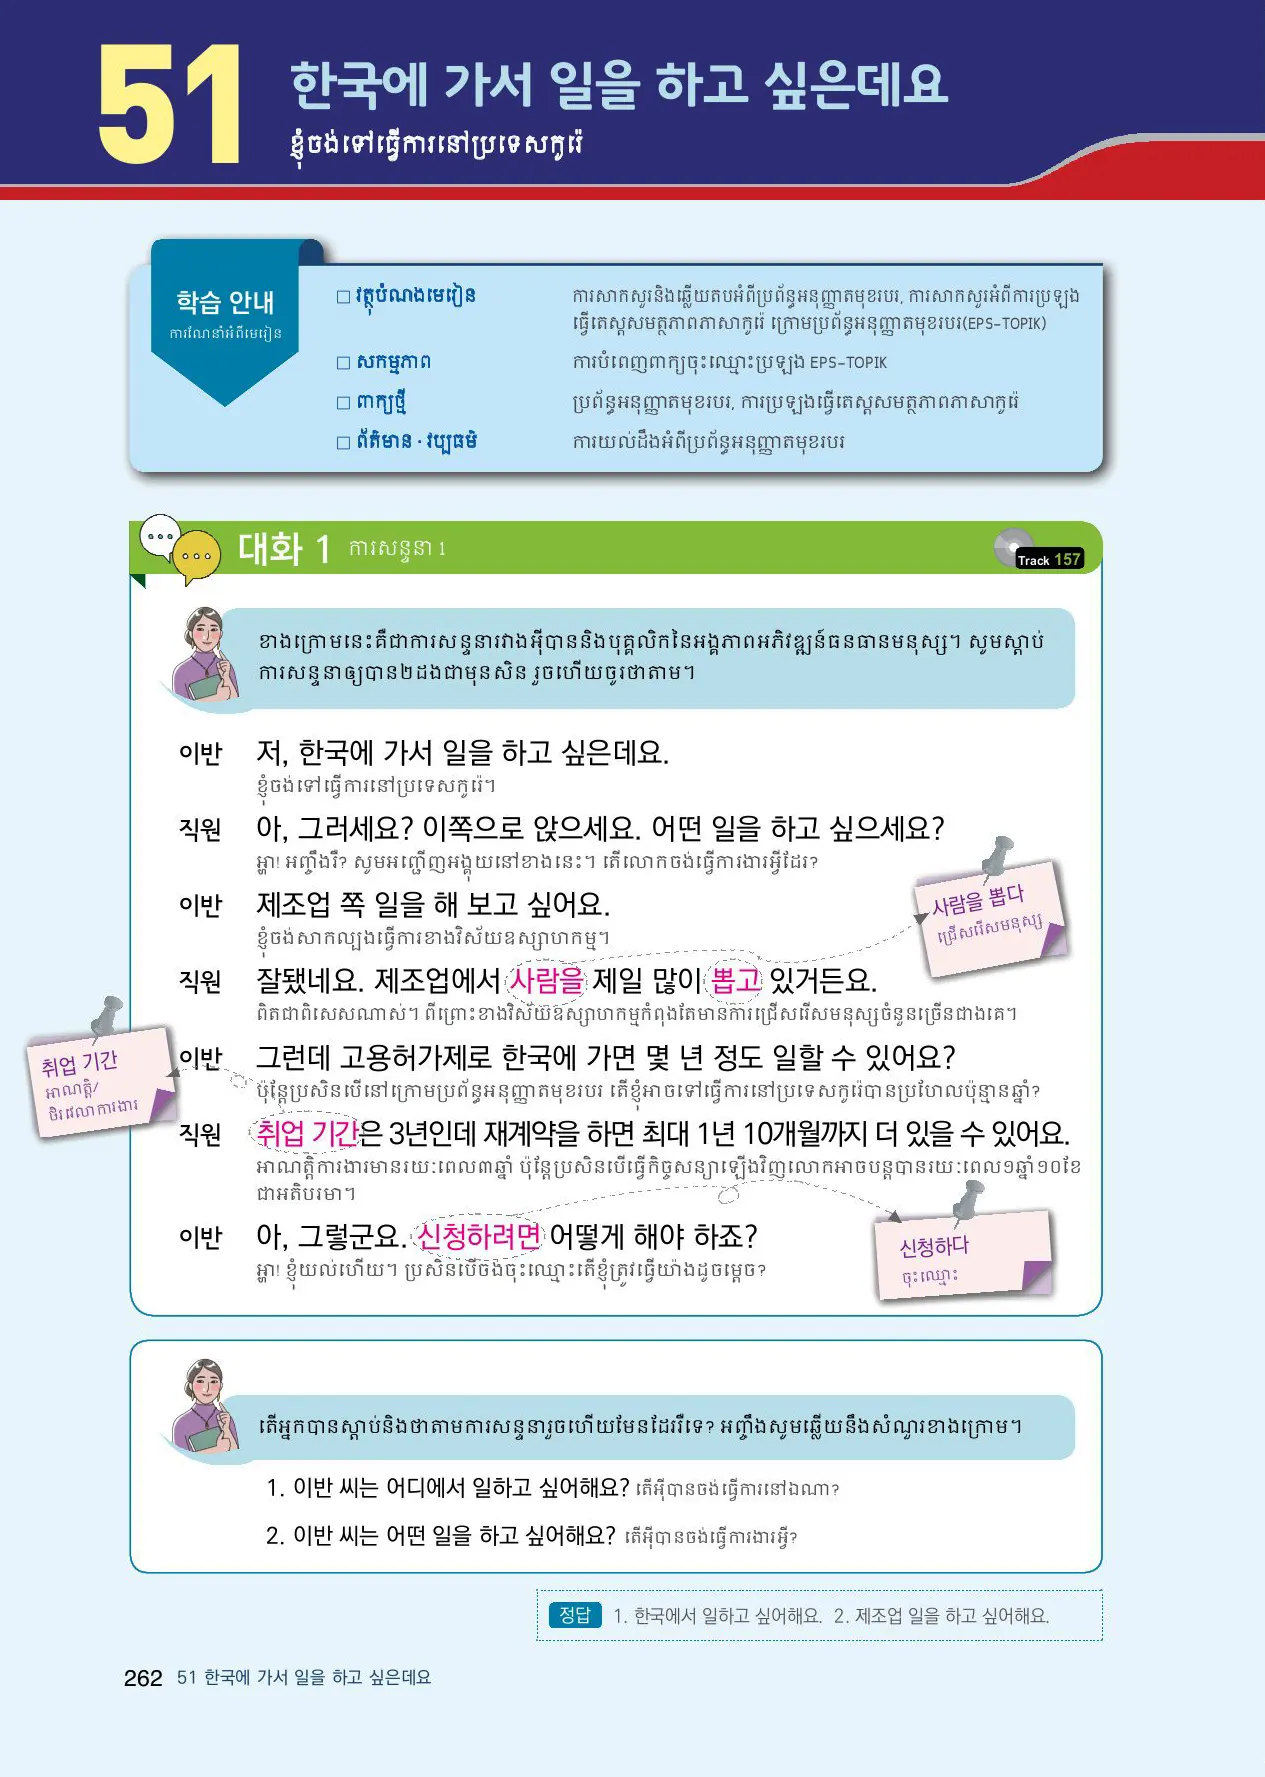 51
한국에 가서 일을 하고 싶은데요
ខ្ញុំចង់ទៅធ្វើការនៅប្រទេសកូរ៉េ
学습 안내
ការណែនាំអំពីមេរៀន
□ វត្ថុបំណងមេរៀន
ការសាកសួរនិងឆ្លើយតបអំពីប្រព័ន្ធអនុញ្ញាតមុខរបរ, ការសាកសួរអំពីការប្រឡង
ធ្វើតេស្តសមត្ថភាពភាសាកូរ៉េ ក្រោមប្រព័ន្ធអនុញ្ញាតមុខរបរ(EPS-TOPIK)
□ សកម្មភាព
ការបំពេញពាក្យចុះឈ្មោះប្រឡង EPS-TOPIK
□ ពាក្យថ្មី
ប្រព័ន្ធអនុញ្ញាតមុខរបរ, ការប្រឡងធ្វើតេស្តសមត្ថភាពភាសាកូរ៉េ
□ ព័ត៌មាន · វប្បធម៌
ការយល់ដឹងអំពីប្រព័ន្ធអនុញ្ញាតមុខរបរ
대화 1 ការសន្ទនា 1
Track 157
ខាងក្រោមនេះគឺជាការសន្ទនារវាងអ៊ីបាននិងបុគ្គលិកនៃអង្គភាពអភិវឌ្ឍន៍ធនធានមនុស្ស។ សូមស្តាប់
ការសន្ទនាឲ្យបាន២ដងជាមុនសិន រួចហើយចូរថាតាម។
이반 저, 한국에 가서 일을 하고 싶은데요.
ខ្ញុំចង់ទៅធ្វើការនៅប្រទេសកូរ៉េ។
직원 아, 그러세요? 이쪽으로 앉으세요. 어떤 일을 하고 싶으세요?
អ្ហា! អញ្ចឹងរឺ? សូមអញ្ជើញអង្គុយនៅខាងនេះ។ តើលោកចង់ធ្វើការងារអ្វីដែរ?
이반 제조업 쪽 일을 해 보고 싶어요.
ខ្ញុំចង់សាកល្បងធ្វើការខាងវិស័យឧស្សាហកម្ម។
사람을 뽑다
ជ្រើសរើសមនុស្ស
직원 잘됐네요. 제조업에서 사람을 제일 많이 뽑고 있거든요.
ពិតជាពិសេសណាស់។ ពីព្រោះខាងវិស័យឧស្សាហកម្មកំពុងតែមានការជ្រើសរើសមនុស្សចំនួនច្រើនជាងគេ។
이반 그런데 고용허가제로 한국에 가면 몇 년 정도 일할 수 있어요?
ប៉ុន្តែប្រសិនបើនៅក្រោមប្រព័ន្ធអនុញ្ញាតមុខរបរ តើខ្ញុំអាចទៅធ្វើការនៅប្រទេសកូរ៉េបានប្រហែលប៉ុន្មានឆ្នាំ?
취업 기간
អាណត្តិ/
ថិរវេលាការងារ
직원 취업 기간은 3년인데 재계약을 하면 최대 1년 10개월까지 더 있을 수 있어요.
អាណត្តិការងារមានរយៈពេល៣ឆ្នាំ ប៉ុន្តែប្រសិនបើធ្វើកិច្ចសន្យាឡើងវិញលោកអាចបន្តបានរយៈពេល១ឆ្នាំ១០ខែ
ជាអតិបរមា។
이반 아, 그렇군요. 신청하려면 어떻게 해야 하죠?
អ្ហា! ខ្ញុំយល់ហើយ។ ប្រសិនបើចង់ចុះឈ្មោះតើខ្ញុំត្រូវធ្វើយ៉ាងដូចម្តេច?
신청하다
ចុះឈ្មោះ
តើអ្នកបានស្តាប់និងថាតាមការសន្ទនារួចហើយមែនដែររឺទេ? អញ្ចឹងសូមឆ្លើយនឹងសំណួរខាងក្រោម។
1. 이반 씨는 어디에서 일하고 싶어해요? តើអ៊ីបានចង់ធ្វើការនៅឯណា?
2. 이반 씨는 어떤 일을 하고 싶어해요? តើអ៊ីបានចង់ធ្វើការងារអ្វី?
정답 1. 한국에서 일하고 싶어해요. 2. 제조업 일을 하고 싶어해요.
262 51 한국에 가서 일을 하고 싶은데요